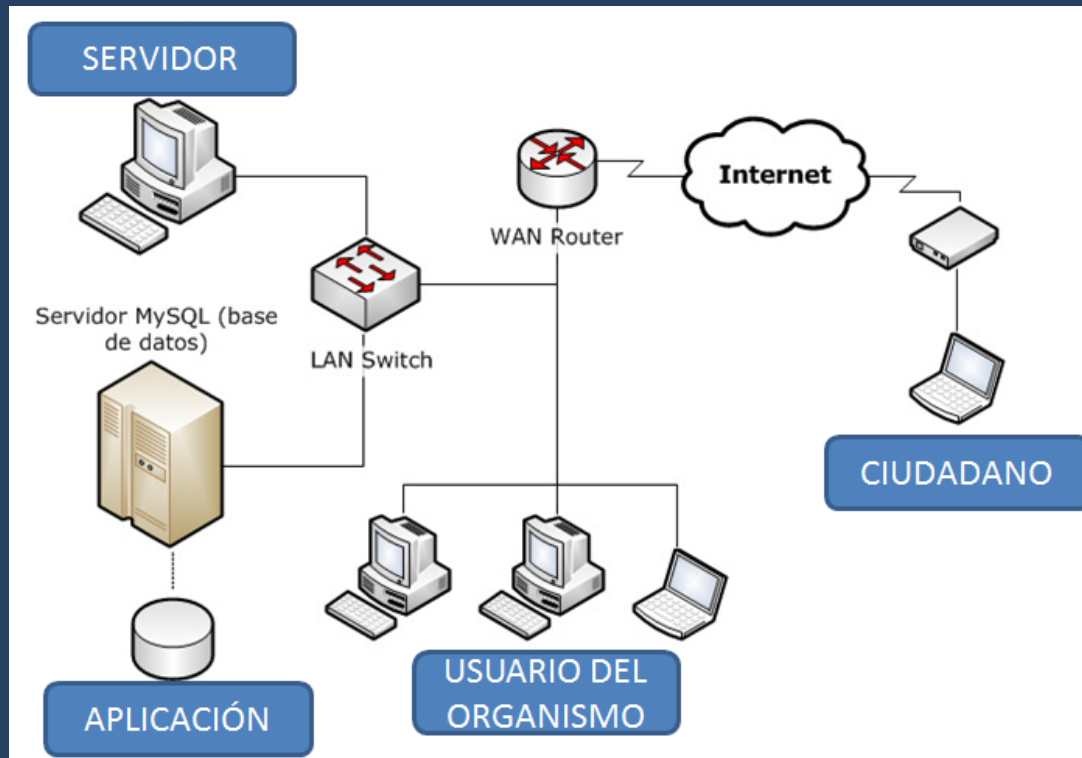 SERVIDOR
Internet
WAN Router
Servidor MySQL (base
de datos)
LAN Switch
CIUDADANO
USUARIO DEL
ORGANISMO
APLICACIÓN